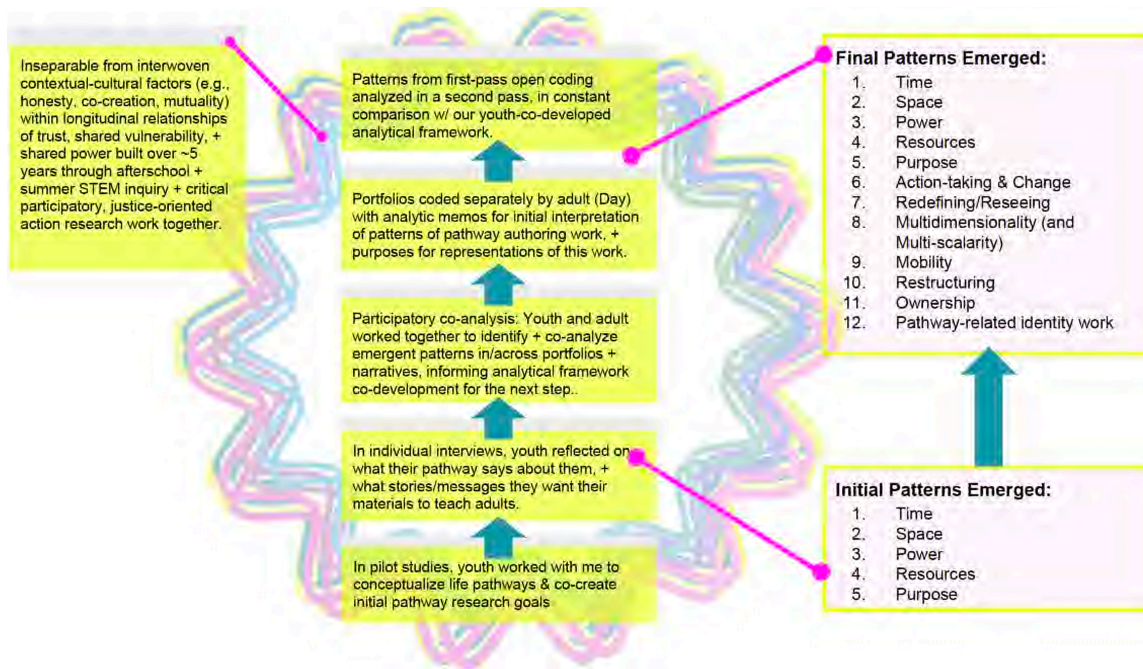 Inseparable from interwoven
contextual-cultural factors (e.g.,
honesty, co-creation, mutuality)
within longitudinal relationships
of trust, shared vulnerability, +
shared power built over ~5
years through afterschool +
summer STEM inquiry + critical
participatory, justice-oriented
action research work together.
Patterns from first-pass open coding
analyzed in a second pass, in constant
comparison w/ our youth-co-developed
analytical framework.
Portfolios coded separately by adult (Day)
with analytic memos for initial interpretation
of patterns of pathway authoring work, +
purposes for representations of this work.
Participatory co-analysis: Youth and adult
worked together to identify + co-analyze
emergent patterns in/across portfolios +
narratives, informing analytical framework
co-development for the next step..
In individual interviews, youth reflected on
what their pathway says about them, +
what stories/messages they want their
materials to teach adults.
In pilot studies, youth worked with me to
conceptualize life pathways & co-create
initial pathway research goals
Final Patterns Emerged:
1. Time
2. Space
3. Power
4. Resources
5. Purpose
6. Action-taking & Change
7. Redefining/Reseeing
8. Multidimensionality (and
Multi-scalarity)
9. Mobility
10. Restructuring
11. Ownership
12. Pathway-related identity work
Initial Patterns Emerged:
1. Time
2. Space
3. Power
4. Resources
5. Purpose